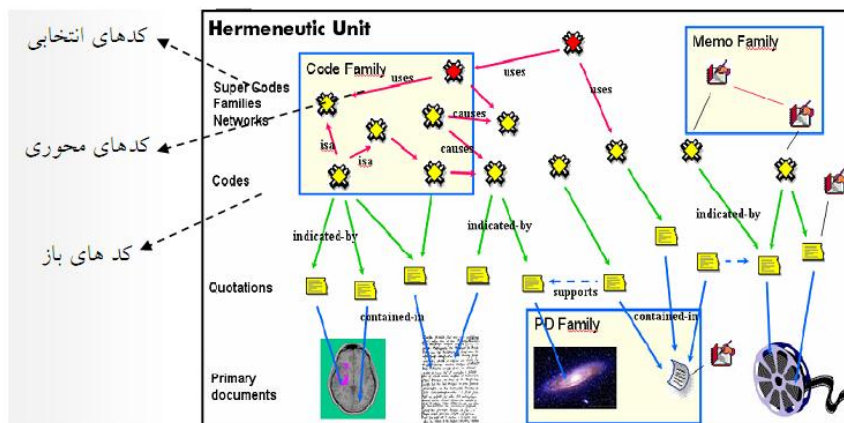 کدهای انتخابی
کدهای محوری
کد های باز
Hermeneutic Unit
Code Family
Memo Family
uses
uses
uses
Super Codes
Families
Networks
causes
isa
isa
causes
Codes
indicated-by
indicated-by
indicated-by
Quotations
supports
contained-in
contained-in
PD Family
Primary
documents